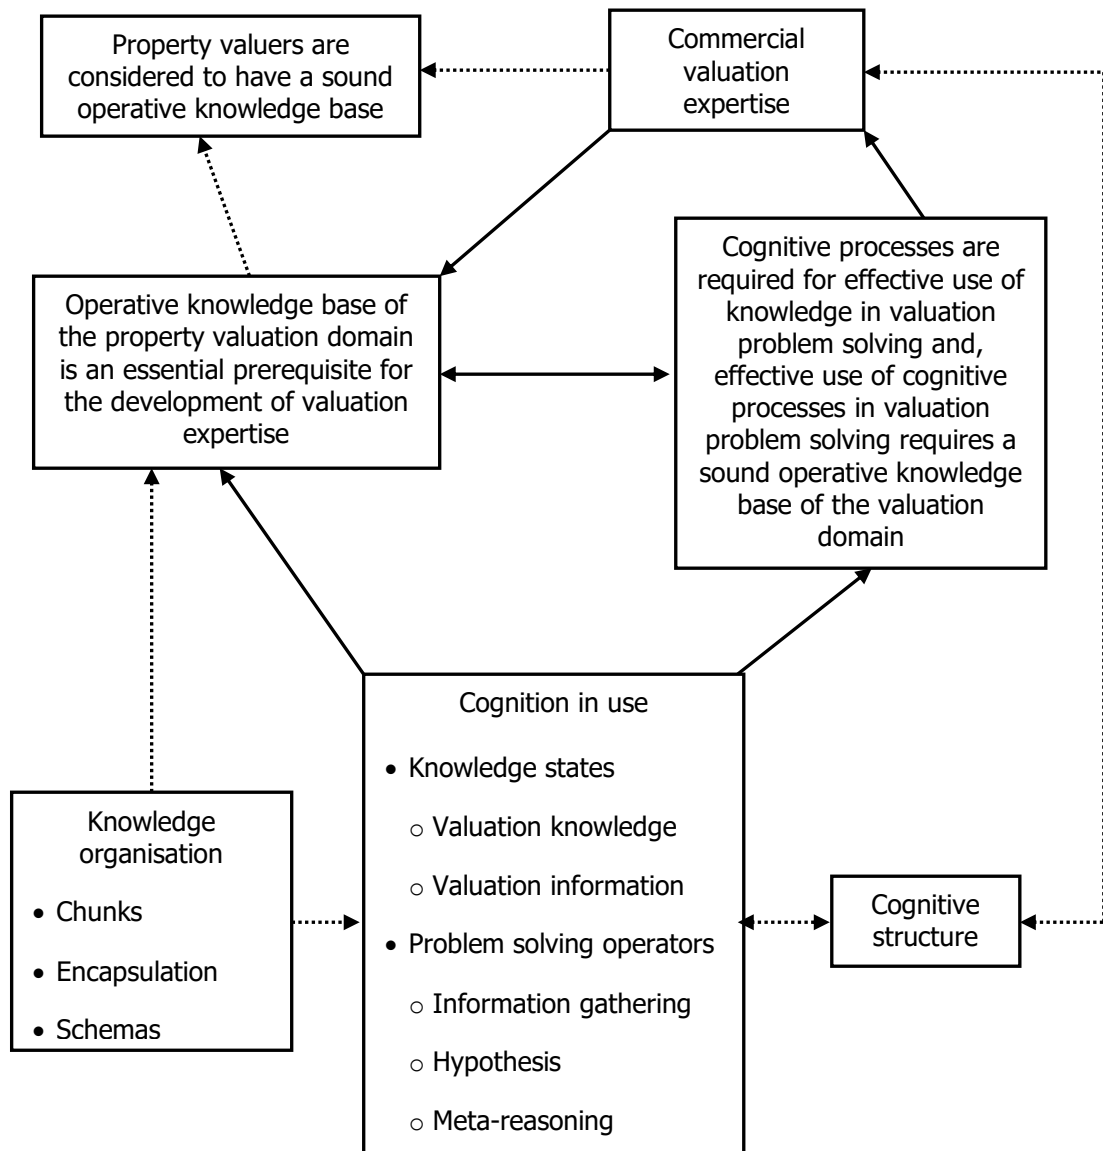 Property valuers are
considered to have a sound
operative knowledge base
Commercial
valuation
expertise
Operative knowledge base of
the property valuation domain
is an essential prerequisite for
the development of valuation
expertise
Cognitive processes are
required for effective use of
knowledge in valuation
problem solving and,
effective use of cognitive
processes in valuation
problem solving requires a
sound operative knowledge
base of the valuation
domain
Cognition in use
• Knowledge states
○ Valuation knowledge
○ Valuation information
• Problem solving operators
○ Information gathering
○ Hypothesis
○ Meta-reasoning
Knowledge
organisation
• Chunks
• Encapsulation
• Schemas
Cognitive
structure